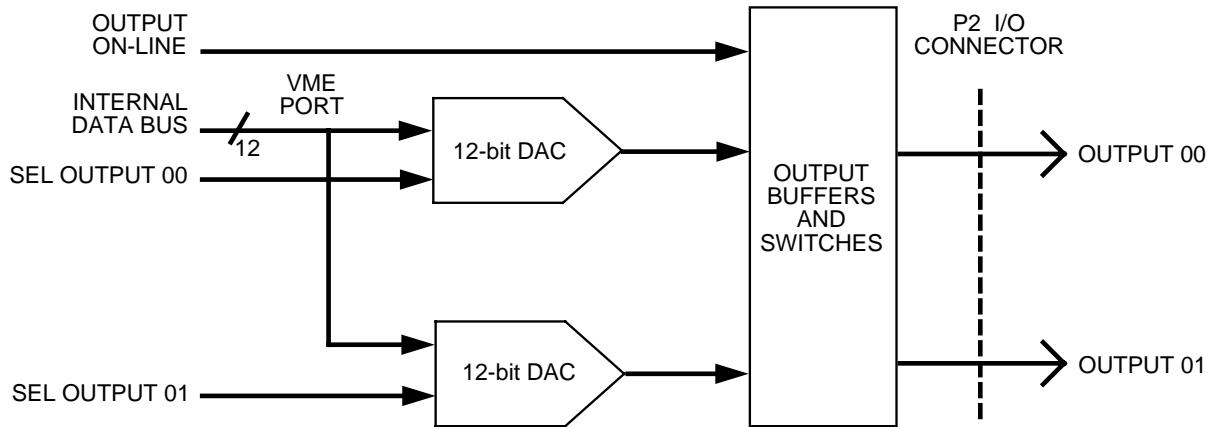 OUTPUT
ON-LINE
P2 I/O
CONNECTOR
INTERNAL
DATA BUS
12
VME
PORT
12-bit DAC
SEL OUTPUT 00
OUTPUT
BUFFERS
AND
SWITCHES
OUTPUT 00
12-bit DAC
SEL OUTPUT 01
OUTPUT 01